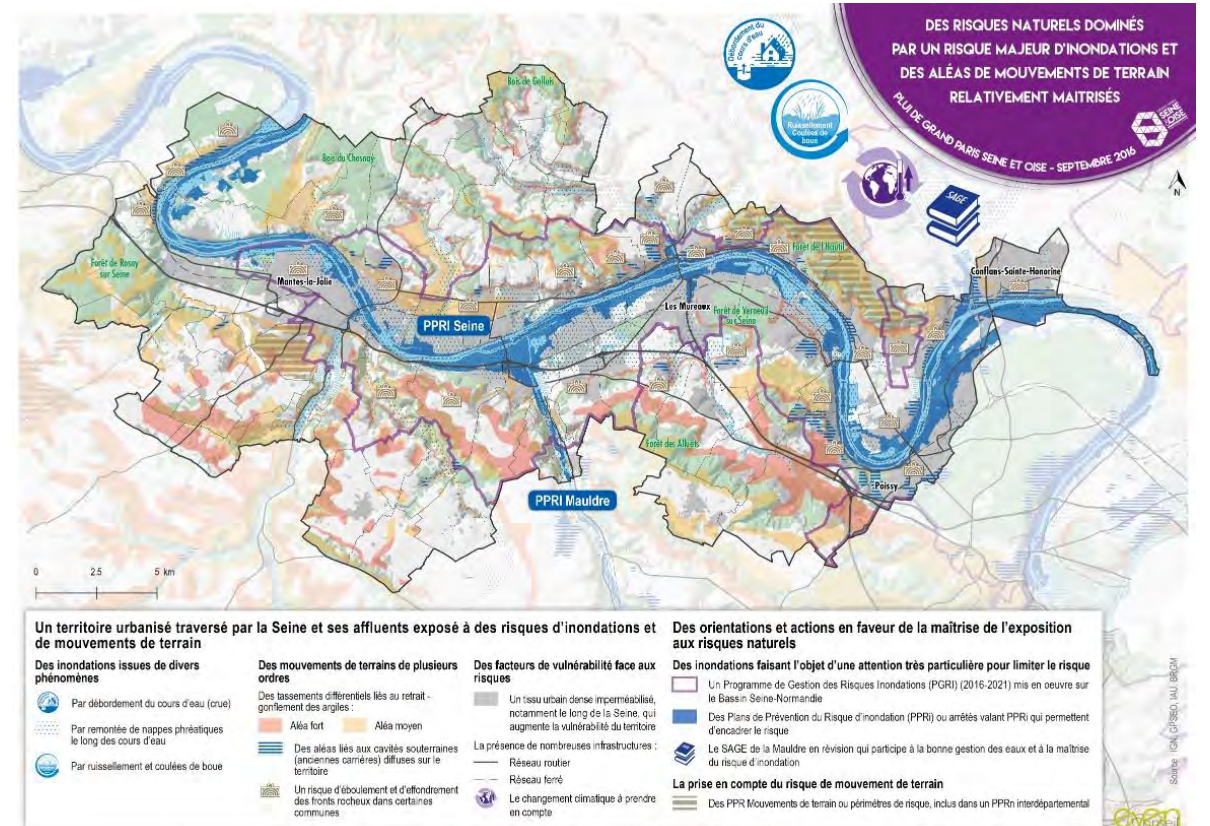 DES RISQUES NATURELS DOMINÉS
PAR UN RISQUE MAJEUR D'INONDATIONS ET
DES ALÉAS DE MOUVEMENTS DE TERRAIN
RELATIVEMENT MAITRISÉS
PLUI DE GRAND PARIS SEINE ET OISE - SEPTEMBRE 2016
SEINE
OISE
Débordement du
cours d'eau
Ruissellement
Coulées de
boue
SAGE
N
Bois du Chesnay
Forêt de l'Hautil
Forêt de Rosny
sur Seine
Conflans-Sainte-Honorine
Mantes-la-Jolie
Les Mureaux
Forêt de Verneuil
sur Seine
PPRI Seine
Forêt des Alluets
Poissy
PPRI Mauldre
0 2.5 5 km
Un territoire urbanisé traversé par la Seine et ses affluents exposé à des risques d'inondations et
de mouvements de terrain
Des inondations issues de divers
phénomènes
Par débordement du cours d'eau (crue)
Par remontée de nappes phréatiques
le long des cours d'eau
Par ruissellement et coulées de boue
Des mouvements de terrains de plusieurs
ordres
Des tassements différentiels liés au retrait -
gonflement des argiles :
Aléa fort Aléa moyen
Des aléas liés aux cavités souterraines
(anciennes carrières) diffuses sur le
territoire
Un risque d'éboulement et d'effondrement
des fronts rocheux dans certaines
communes
Des facteurs de vulnérabilité face aux
risques
Un tissu urbain dense imperméabilisé,
notamment le long de la Seine, qui
augmente la vulnérabilité du territoire
La présence de nombreuses infrastructures :
Réseau routier
Réseau ferré
Le changement climatique à prendre
en compte
Des orientations et actions en faveur de la maîtrise de l'exposition
aux risques naturels
Des inondations faisant l'objet d'une attention très particulière pour limiter le risque
Un Programme de Gestion des Risques Inondations (PGRI) (2016-2021) mis en oeuvre sur
le Bassin Seine-Normandie
Des Plans de Prévention du Risque d'inondation (PPRi) ou arrêtés valant PPRi qui permettent
d'encadrer le risque
Le SAGE de la Mauldre en révision qui participe à la bonne gestion des eaux et à la maîtrise
du risque d'inondation
La prise en compte du risque de mouvement de terrain
Des PPR Mouvements de terrain ou périmètres de risque, inclus dans un PPRn interdépartemental
Source : IGN, GPSEO, IAU, BRGM
even